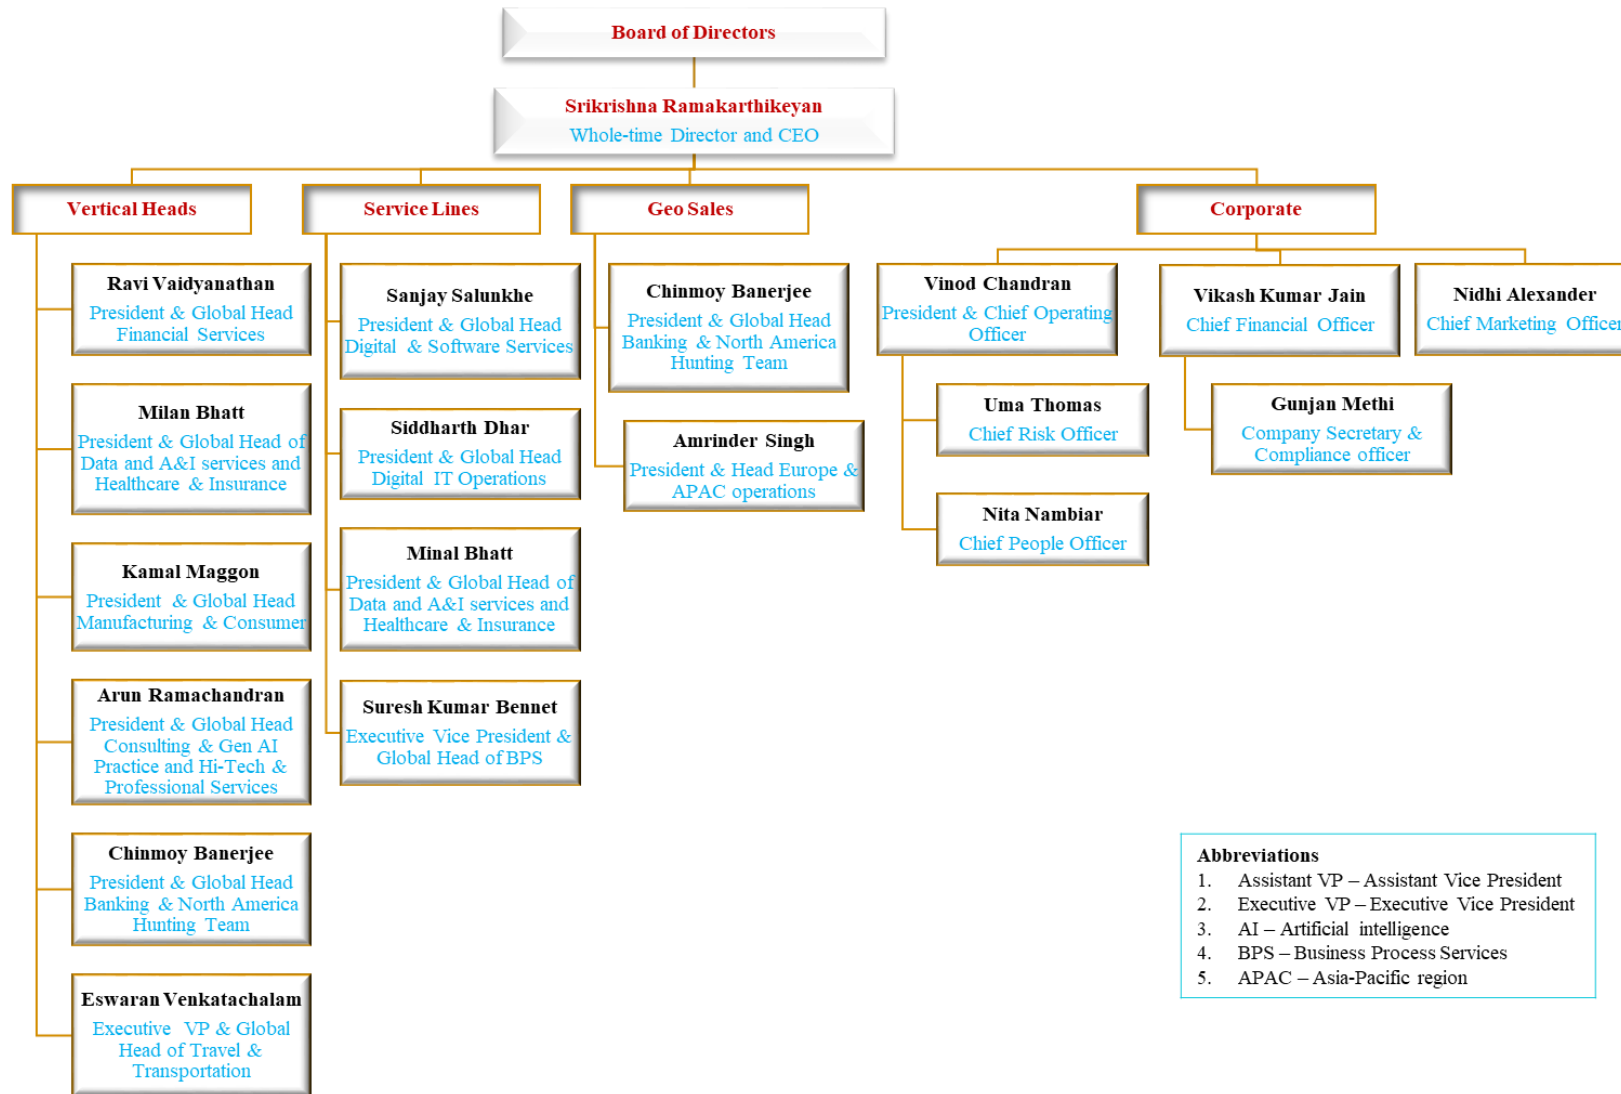 Board of Directors
Srikrishna Ramakarthikeyan
Whole-time Director and CEO
Vertical Heads
Ravi Vaidyanathan
President & Global Head
Financial Services
Milan Bhatt
President & Global Head of
Data and A&I services and
Healthcare & Insurance
Kamal Maggon
President & Global Head
Manufacturing & Consumer
Arun Ramachandran
President & Global Head
Consulting & Gen AI
Practice and Hi-Tech &
Professional Services
Chinmoy Banerjee
President & Global Head
Banking & North America
Hunting Team
Eswaran Venkatachalam
Executive VP & Global
Head of Travel &
Transportation
Service Lines
Sanjay Salunkhe
President & Global Head
Digital & Software Services
Siddharth Dhar
President & Global Head
Digital IT Operations
Minal Bhatt
President & Global Head of
Data and A&I services and
Healthcare & Insurance
Suresh Kumar Bennet
Executive Vice President &
Global Head of BPS
Geo Sales
Chinmoy Banerjee
President & Global Head
Banking & North America
Hunting Team
Amrinder Singh
President & Head Europe &
APAC operations
Corporate
Vinod Chandran
President & Chief Operating
Officer
Uma Thomas
Chief Risk Officer
Nita Nambiar
Chief People Officer
Vikash Kumar Jain
Chief Financial Officer
Gunjan Methi
Company Secretary &
Compliance officer
Nidhi Alexander
Chief Marketing Officer
Abbreviations
1. Assistant VP – Assistant Vice President
2. Executive VP – Executive Vice President
3. AI – Artificial intelligence
4. BPS – Business Process Services
5. APAC – Asia-Pacific region